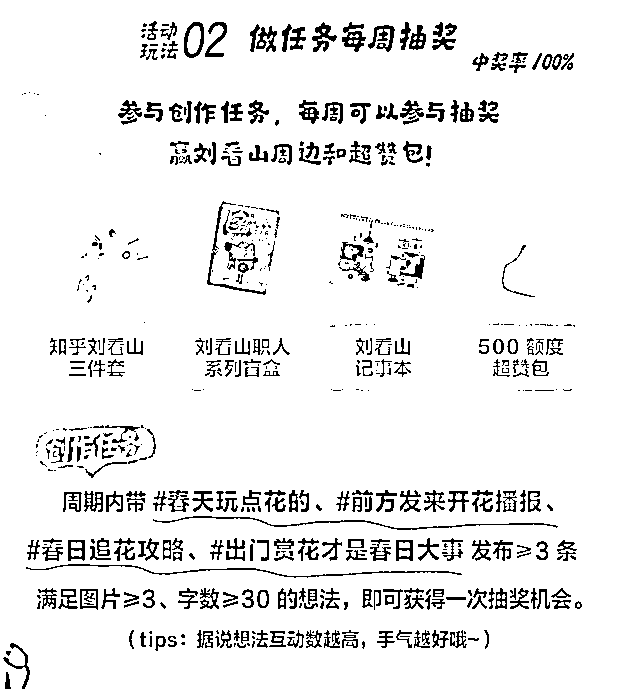 活动
玩法 02 做任务每周抽奖
中奖率100%
参与创作任务，每周可以参与抽奖
赢刘看山周边和超赞包！
知乎刘看山
三件套
刘看山职人
系列盲盒
刘看山
记事本
500 额度
超赞包
创作任务
周期内带 #春天玩点花的、#前方发来开花播报、
#春日追花攻略、#出门赏花才是春日大事 发布≥3 条
满足图片≥3、字数≥30 的想法，即可获得一次抽奖机会。
（tips：据说想法互动数越高，手气越好哦~）